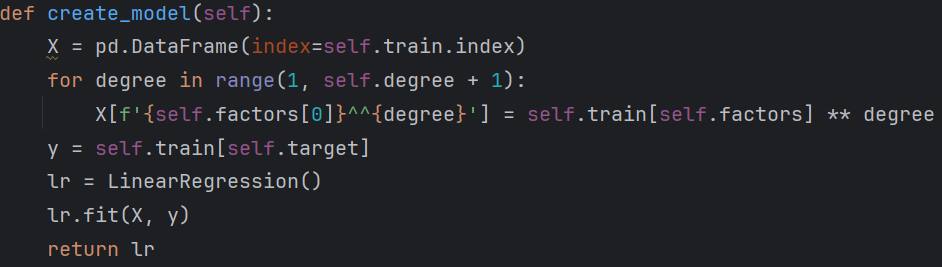 def create_model(self):
    X = pd.DataFrame(index=self.train.index)
    for degree in range(1, self.degree + 1):
        X[f'{self.factors[0]}^^{degree}'] = self.train[self.factors] ** degree
    y = self.train[self.target]
    lr = LinearRegression()
    lr.fit(X, y)
    return lr